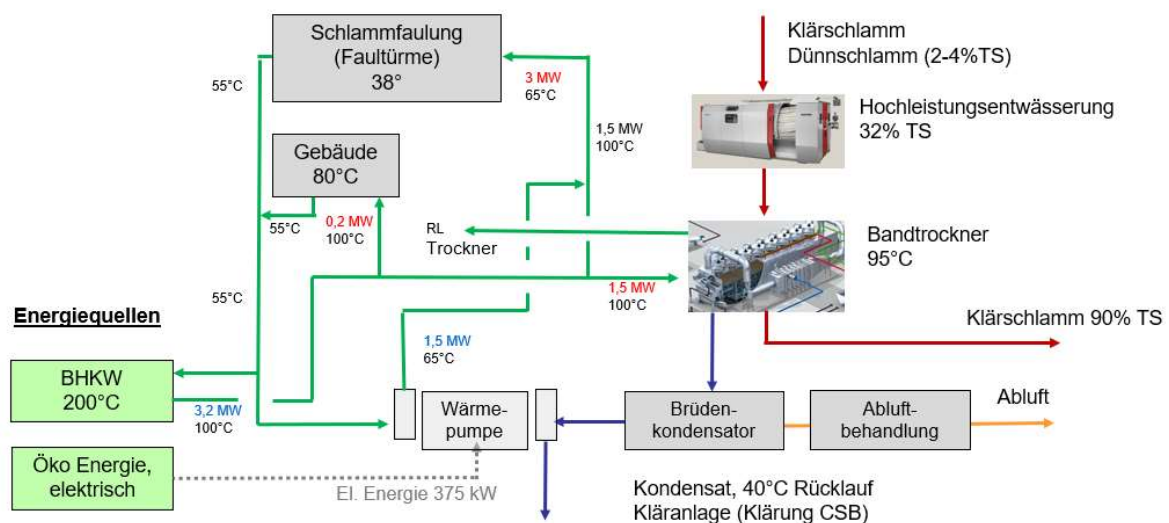 Schlammfaulung
(Faultürme)
38°
55°C
3 MW
65°C
1,5 MW
100°C
Gebäude
80°C
55°C
0,2 MW
100°C
RL
Trockner
Klärschlamm
Dünnschlamm (2-4%TS)
Hochleistungsentwässerung
32% TS
Bandtrockner
95°C
1,5 MW
100°C
Klärschlamm 90% TS
55°C
Energiequellen
BHKW
200°C
3,2 MW
100°C
1,5 MW
65°C
Wärme-
pumpe
Brüden-
kondensator
Abluft-
behandlung
Abluft
Öko Energie,
elektrisch
El. Energie 375 kW
Kondensat, 40°C Rücklauf
Kläranlage (Klärung CSB)